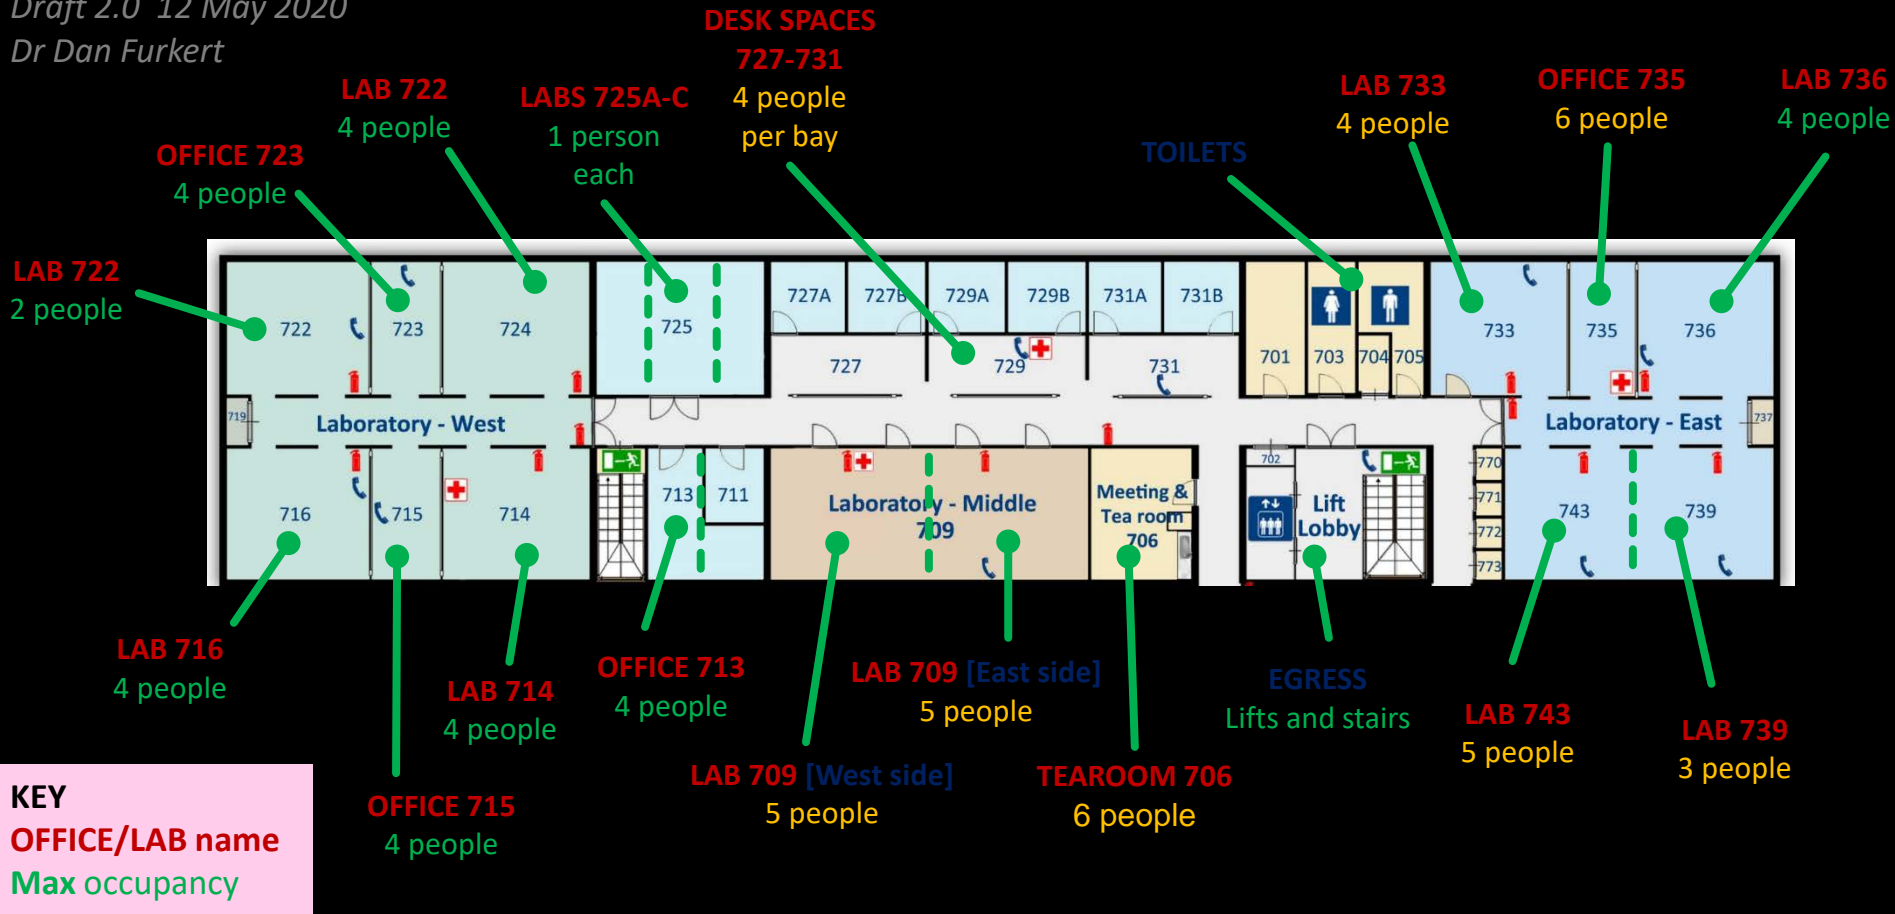 Draft 2.0 12 May 2020
Dr Dan Furkert
DESK SPACES
727-731
4 people
per bay
LAB 722
4 people
LABS 725A-C
1 person
each
OFFICE 723
4 people
LAB 722
2 people
TOILETS
LAB 733
4 people
OFFICE 735
6 people
LAB 736
4 people
722
723
724
725
727A
727B
729A
729B
731A
731B
727
729
731
701
703
704
705
733
735
736
719
Laboratory - West
Laboratory - East
737
716
715
714
713
711
Laboratory - Middle
709
Meeting &
Tea room
706
702
Lift
Lobby
770
771
772
773
743
739
LAB 716
4 people
LAB 714
4 people
OFFICE 715
4 people
OFFICE 713
4 people
LAB 709 [East side]
5 people
LAB 709 [West side]
5 people
TEAROOM 706
6 people
EGRESS
Lifts and stairs
LAB 743
5 people
LAB 739
3 people
KEY
OFFICE/LAB name
Max occupancy